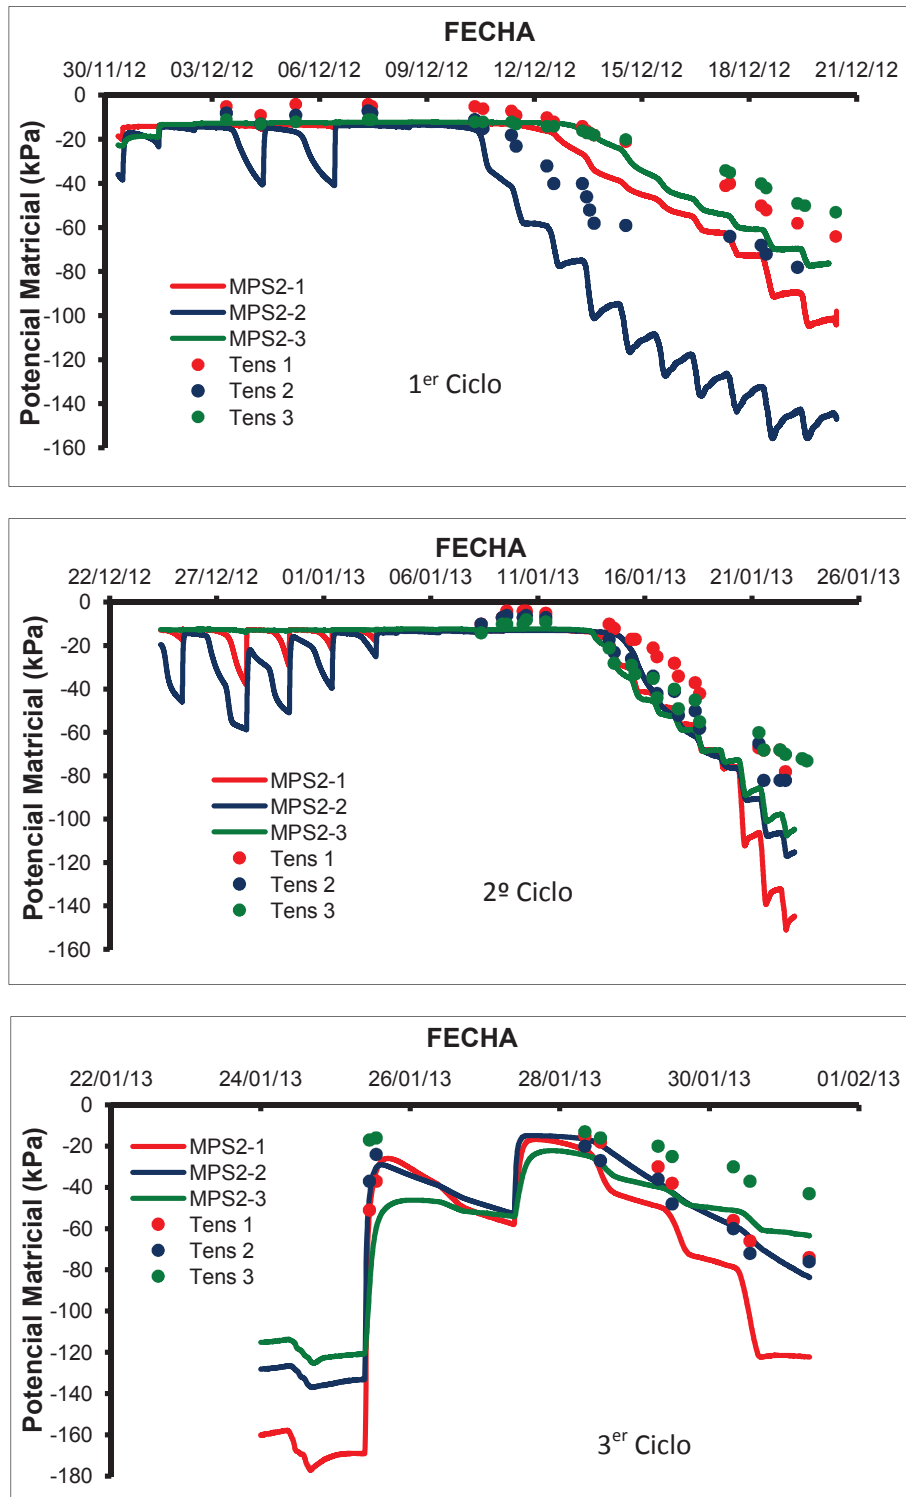 FECHA
30/11/12 03/12/12 06/12/12 09/12/12 12/12/12 15/12/12 18/12/12 21/12/12
Potencial Matricial (kPa)
0
-20
-40
-60
-80
-100
-120
-140
-160
MPS2-1
MPS2-2
MPS2-3
Tens 1
Tens 2
Tens 3
1er Ciclo
FECHA
22/12/12 27/12/12 01/01/13 06/01/13 11/01/13 16/01/13 21/01/13 26/01/13
Potencial Matricial (kPa)
0
-20
-40
-60
-80
-100
-120
-140
-160
MPS2-1
MPS2-2
MPS2-3
Tens 1
Tens 2
Tens 3
2º Ciclo
FECHA
22/01/13 24/01/13 26/01/13 28/01/13 30/01/13 01/02/13
Potencial Matricial (kPa)
0
-20
-40
-60
-80
-100
-120
-140
-160
-180
MPS2-1
MPS2-2
MPS2-3
Tens 1
Tens 2
Tens 3
3er Ciclo